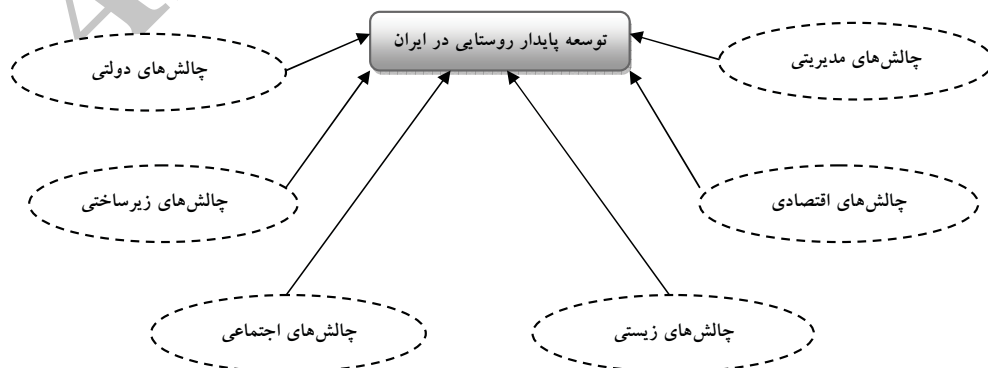 توسعه پایدار روستایی در ایران
چالش‌های مدیریتی
چالش‌های دولتی
چالش‌های اقتصادی
چالش‌های زیرساختی
چالش‌های زیستی
چالش‌های اجتماعی